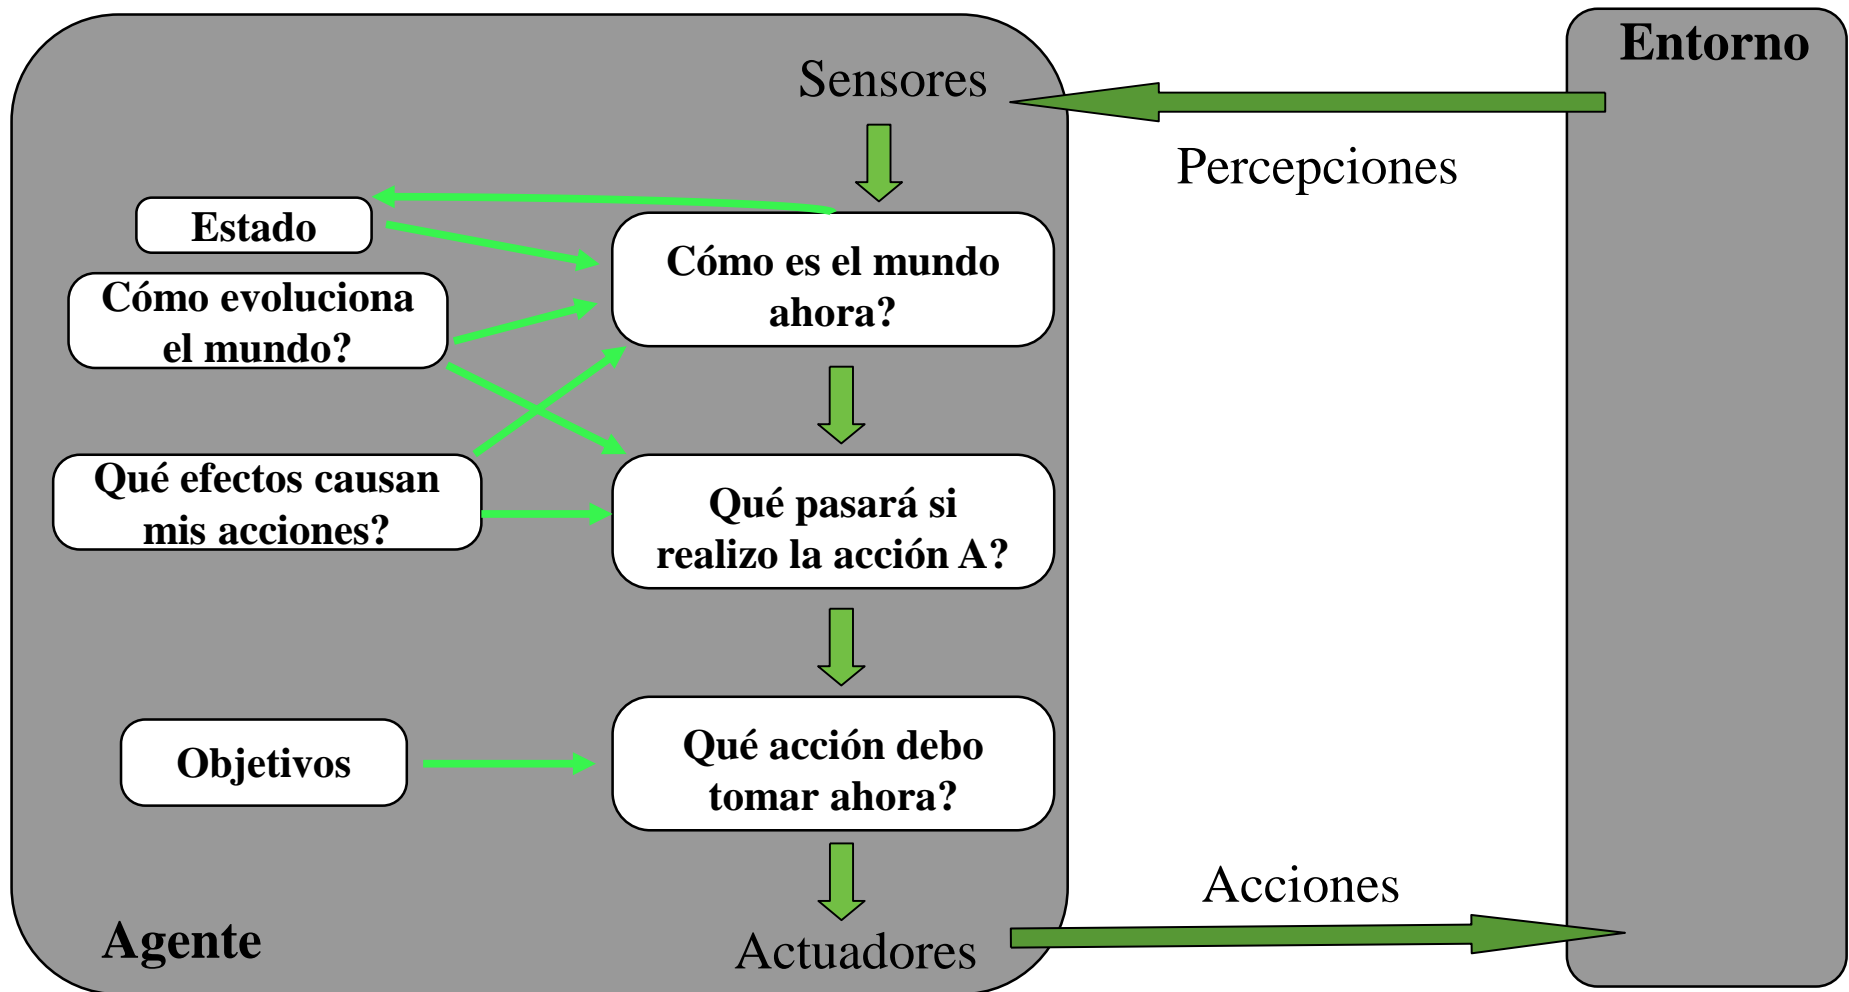 Entorno
Sensores
Percepciones
Estado
Cómo es el mundo
ahora?
Cómo evoluciona
el mundo?
Qué efectos causan
mis acciones?
Qué pasará si
realizo la acción A?
Objetivos
Qué acción debo
tomar ahora?
Acciones
Agente
Actuadores